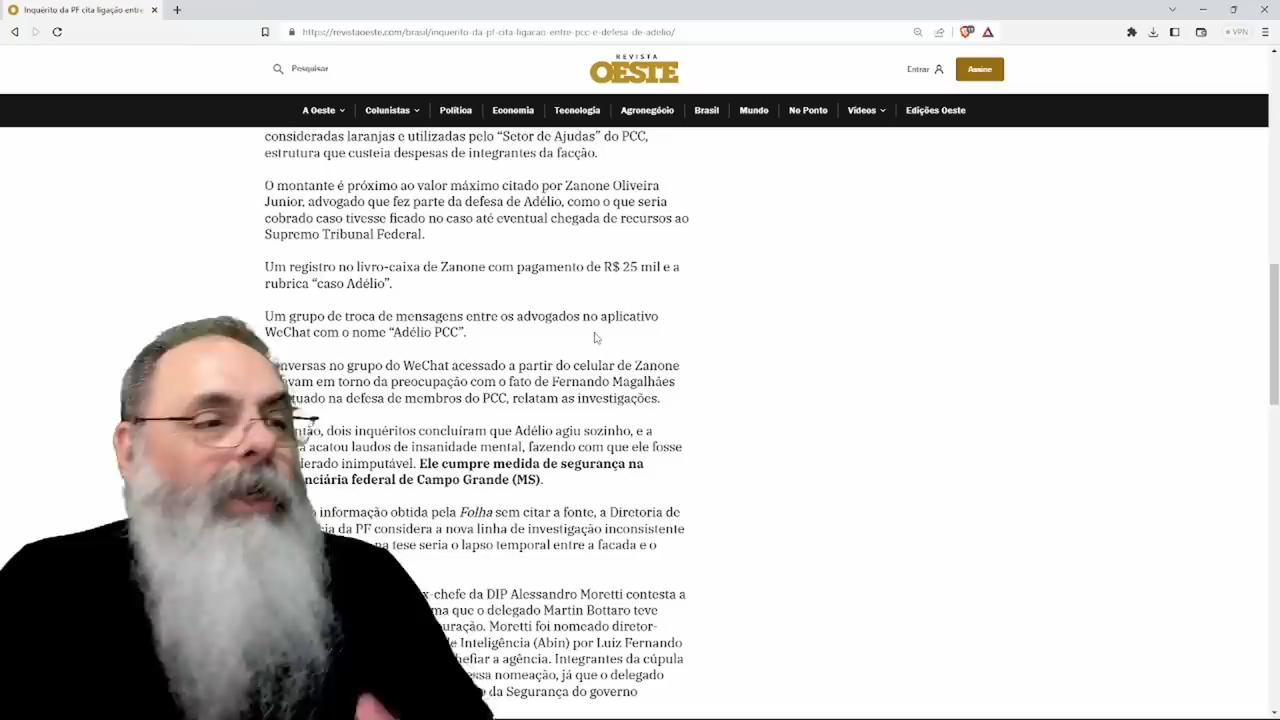 Inquérito da PF cita ligação entre
https://revistaoeste.com/brasil/inquerito-da-pf-cita-ligacao-entre-pcc-e-defesa-de-adelio/
VPN
Pesquisar
REVISTA
OESTE
Entrar
Assine
A Oeste
Colunistas
Política
Economia
Tecnologia
Agronegócio
Brasil
Mundo
No Ponto
Vídeos
Edições Oeste
consideradas laranjas e utilizadas pelo “Setor de Ajudas” do PCC,
estrutura que custeia despesas de integrantes da facção.
O montante é próximo ao valor máximo citado por Zanone Oliveira
Junior, advogado que fez parte da defesa de Adélio, como o que seria
cobrado caso tivesse ficado no caso até eventual chegada de recursos ao
Supremo Tribunal Federal.
Um registro no livro-caixa de Zanone com pagamento de R$ 25 mil e a
rubrica “caso Adélio”.
Um grupo de troca de mensagens entre os advogados no aplicativo
WeChat com o nome “Adélio PCC”.
nversas no grupo do WeChat acessado a partir do celular de Zanone
vam em torno da preocupação com o fato de Fernando Magalhães
uado na defesa de membros do PCC, relatam as investigações.
ntão, dois inquéritos concluíram que Adélio agiu sozinho, e a
acatou laudos de insanidade mental, fazendo com que ele fosse
lerado inimputável. Ele cumpre medida de segurança na
nciária federal de Campo Grande (MS).
informação obtida pela Folha sem citar a fonte, a Diretoria de
cia da PF considera a nova linha de investigação inconsistente
na tese seria o lapso temporal entre a facada e o
x-chefe da DIP Alessandro Moretti contesta a
ma que o delegado Martin Bottaro teve
uração. Moretti foi nomeado diretor-
e Inteligência (Abin) por Luiz Fernando
hefiar a agência. Integrantes da cúpula
ssa nomeação, já que o delegado
da Segurança do governo